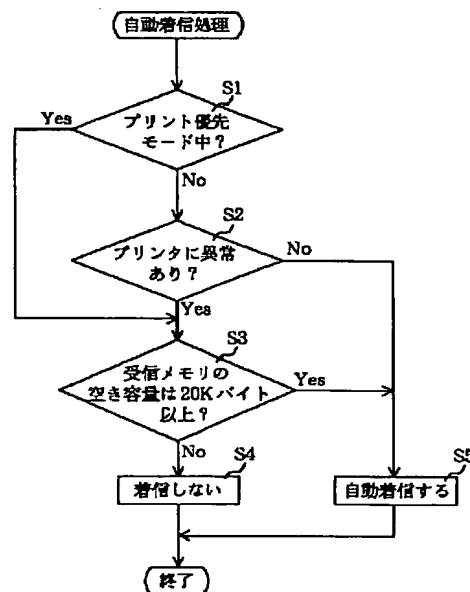 自動着信処理
S1
Yes
プリント優先
モード中？
No
S2
プリンタに異常
あり？
No
Yes
S3
受信メモリの
空き容量は20Kバイト
以上？
Yes
No
S4
着信しない
S5
自動着信する
終了